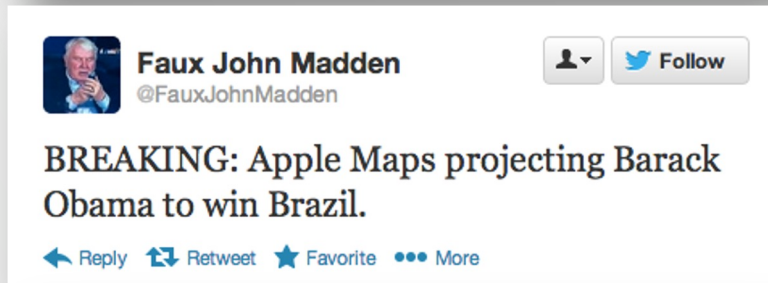 Faux John Madden
@FauxJohnMadden
Follow
BREAKING: Apple Maps projecting Barack
Obama to win Brazil.
Reply Retweet Favorite More